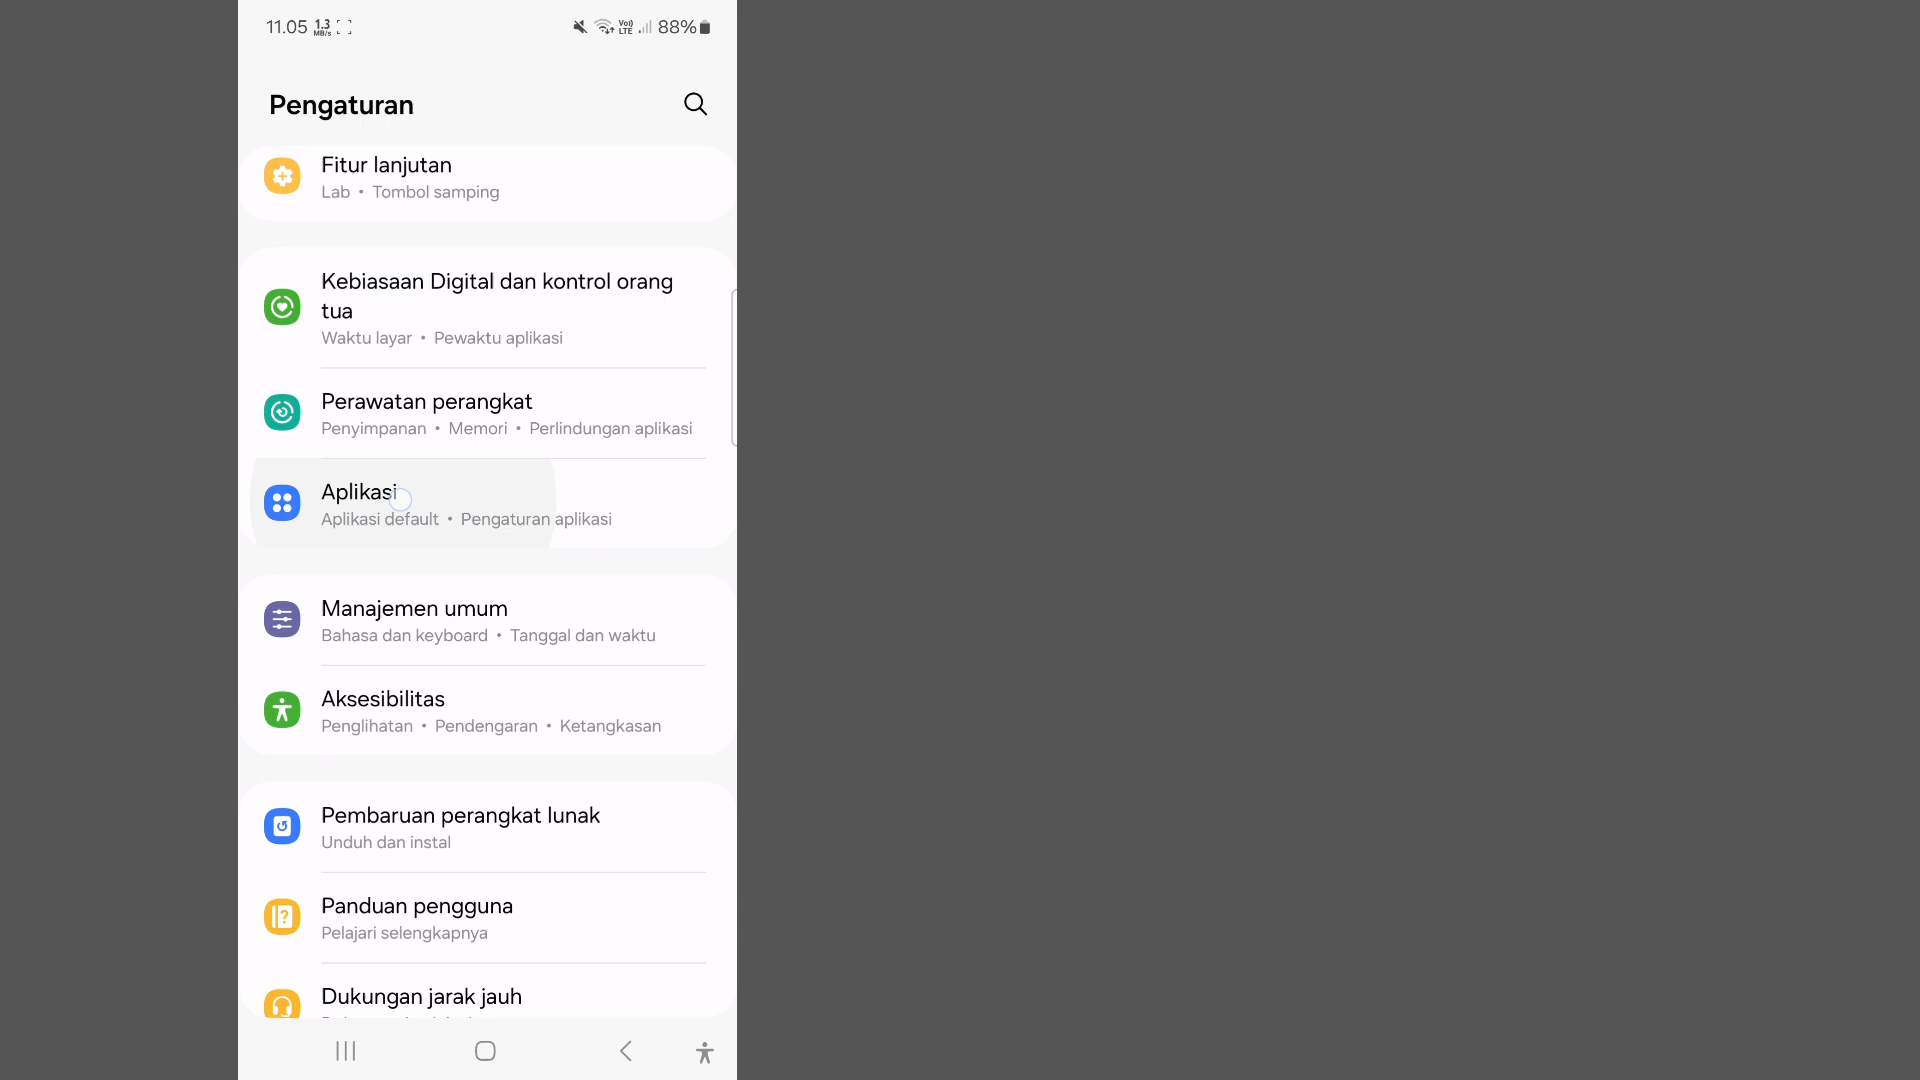 11.05 1.3 MB/s Vo)) LTE 88%
Pengaturan
Fitur lanjutan
Lab • Tombol samping
Kebiasaan Digital dan kontrol orang
tua
Waktu layar • Pewaktu aplikasi
Perawatan perangkat
Penyimpanan • Memori • Perlindungan aplikasi
Aplikasi
Aplikasi default • Pengaturan aplikasi
Manajemen umum
Bahasa dan keyboard • Tanggal dan waktu
Aksesibilitas
Penglihatan • Pendengaran • Ketangkasan
Pembaruan perangkat lunak
Unduh dan instal
Panduan pengguna
Pelajari selengkapnya
Dukungan jarak jauh